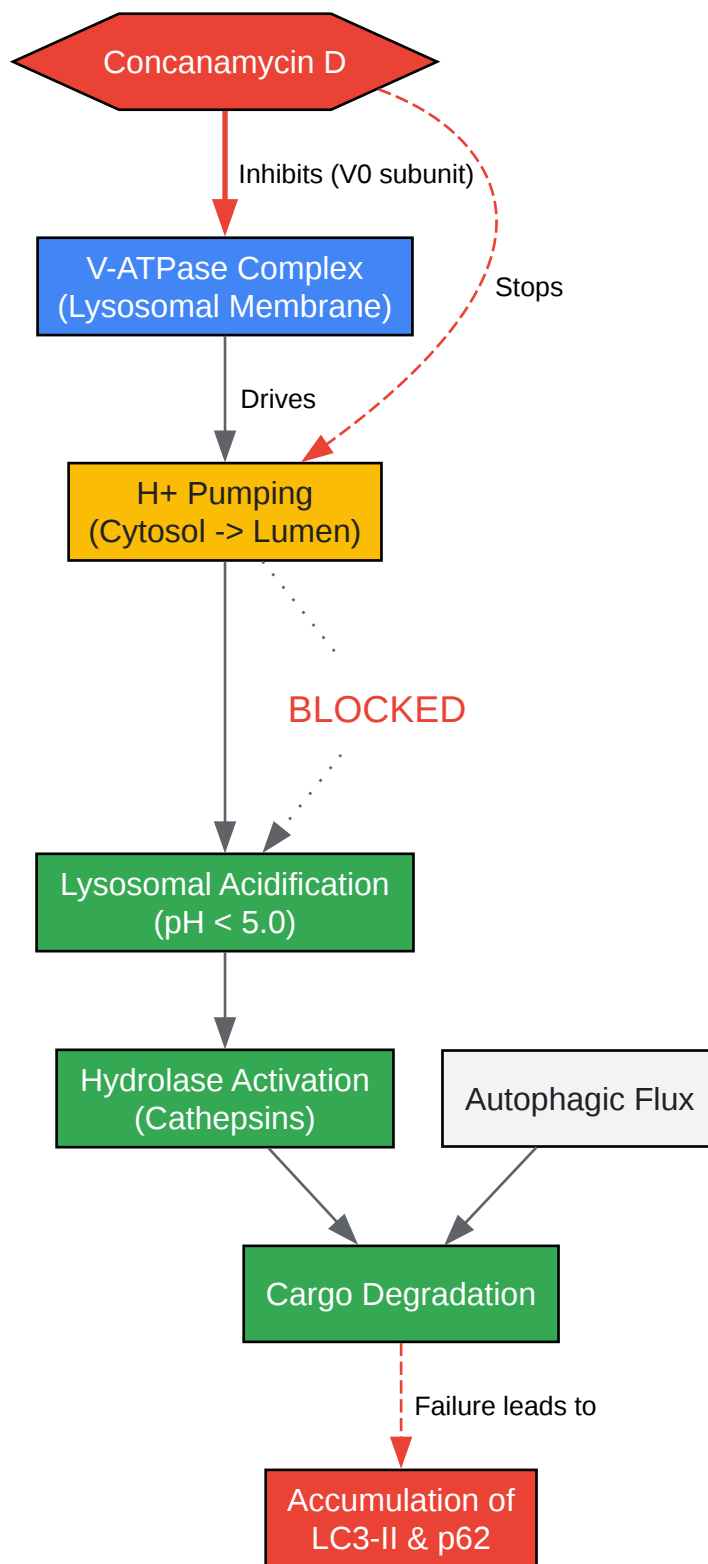 Concanamycin D
Inhibits (V0 subunit)
V-ATPase Complex
(Lysosomal Membrane)
Stops
Drives
H+ Pumping
(Cytosol -> Lumen)
BLOCKED
Lysosomal Acidification
(pH < 5.0)
Hydrolase Activation
(Cathepsins)
Autophagic Flux
Cargo Degradation
Failure leads to
Accumulation of
LC3-II & p62